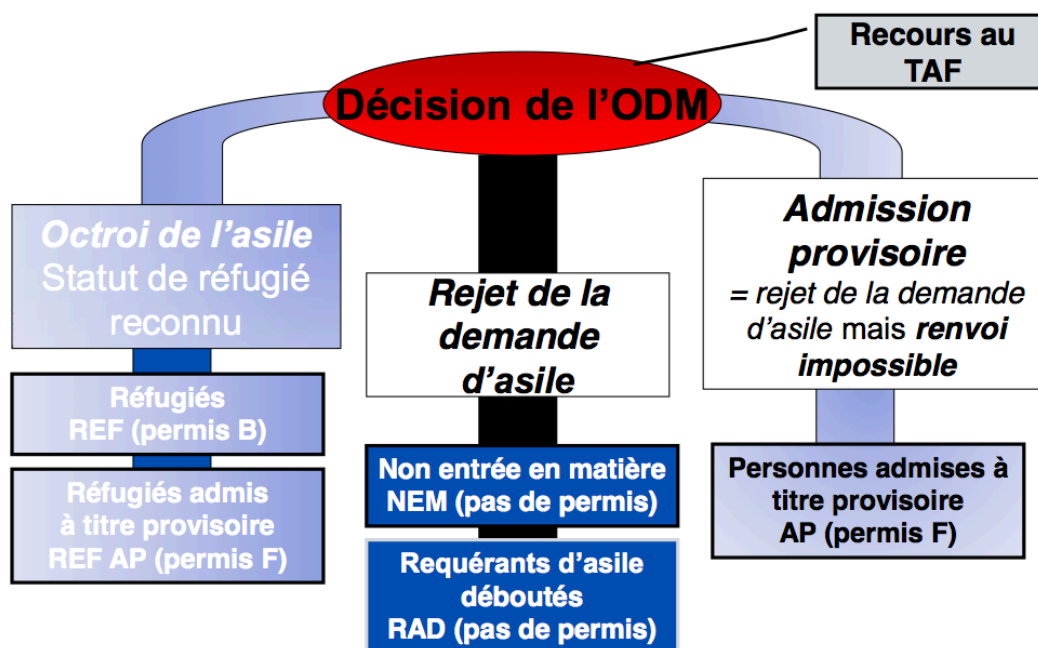 Recours au
TAF
Décision de l’ODM
Octroi de l’asile
Statut de réfugié
reconnu
Réfugiés
REF (permis B)
Réfugiés admis
à titre provisoire
REF AP (permis F)
Rejet de la
demande
d’asile
Non entrée en matière
NEM (pas de permis)
Requérants d’asile
déboutés
RAD (pas de permis)
Admission
provisoire
= rejet de la demande
d’asile mais renvoi
impossible
Personnes admises à
titre provisoire
AP (permis F)